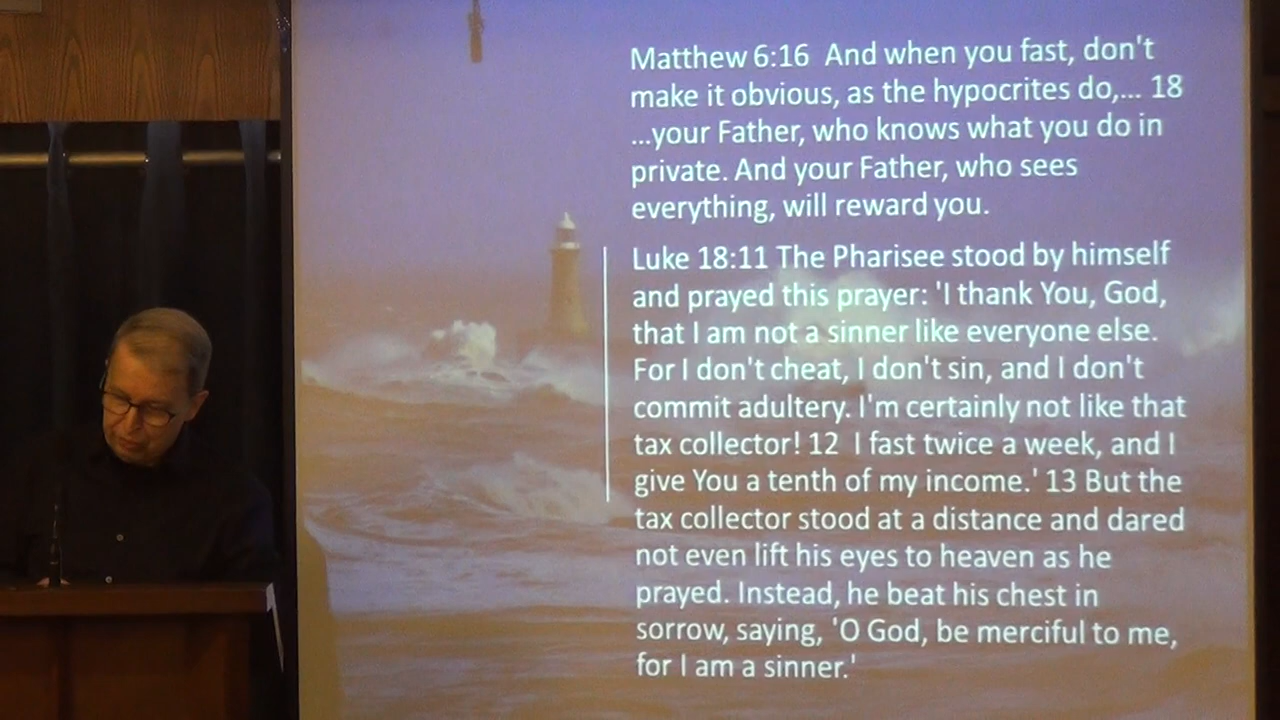 Matthew 6:16  And when you fast, don't
make it obvious, as the hypocrites do,... 18
...your Father, who knows what you do in
private. And your Father, who sees
everything, will reward you.
Luke 18:11 The Pharisee stood by himself
and prayed this prayer: 'I thank You, God,
that I am not a sinner like everyone else.
For I don't cheat, I don't sin, and I don't
commit adultery. I'm certainly not like that
tax collector! 12  I fast twice a week, and I
give You a tenth of my income.' 13 But the
tax collector stood at a distance and dared
not even lift his eyes to heaven as he
prayed. Instead, he beat his chest in
sorrow, saying, 'O God, be merciful to me,
for I am a sinner.'